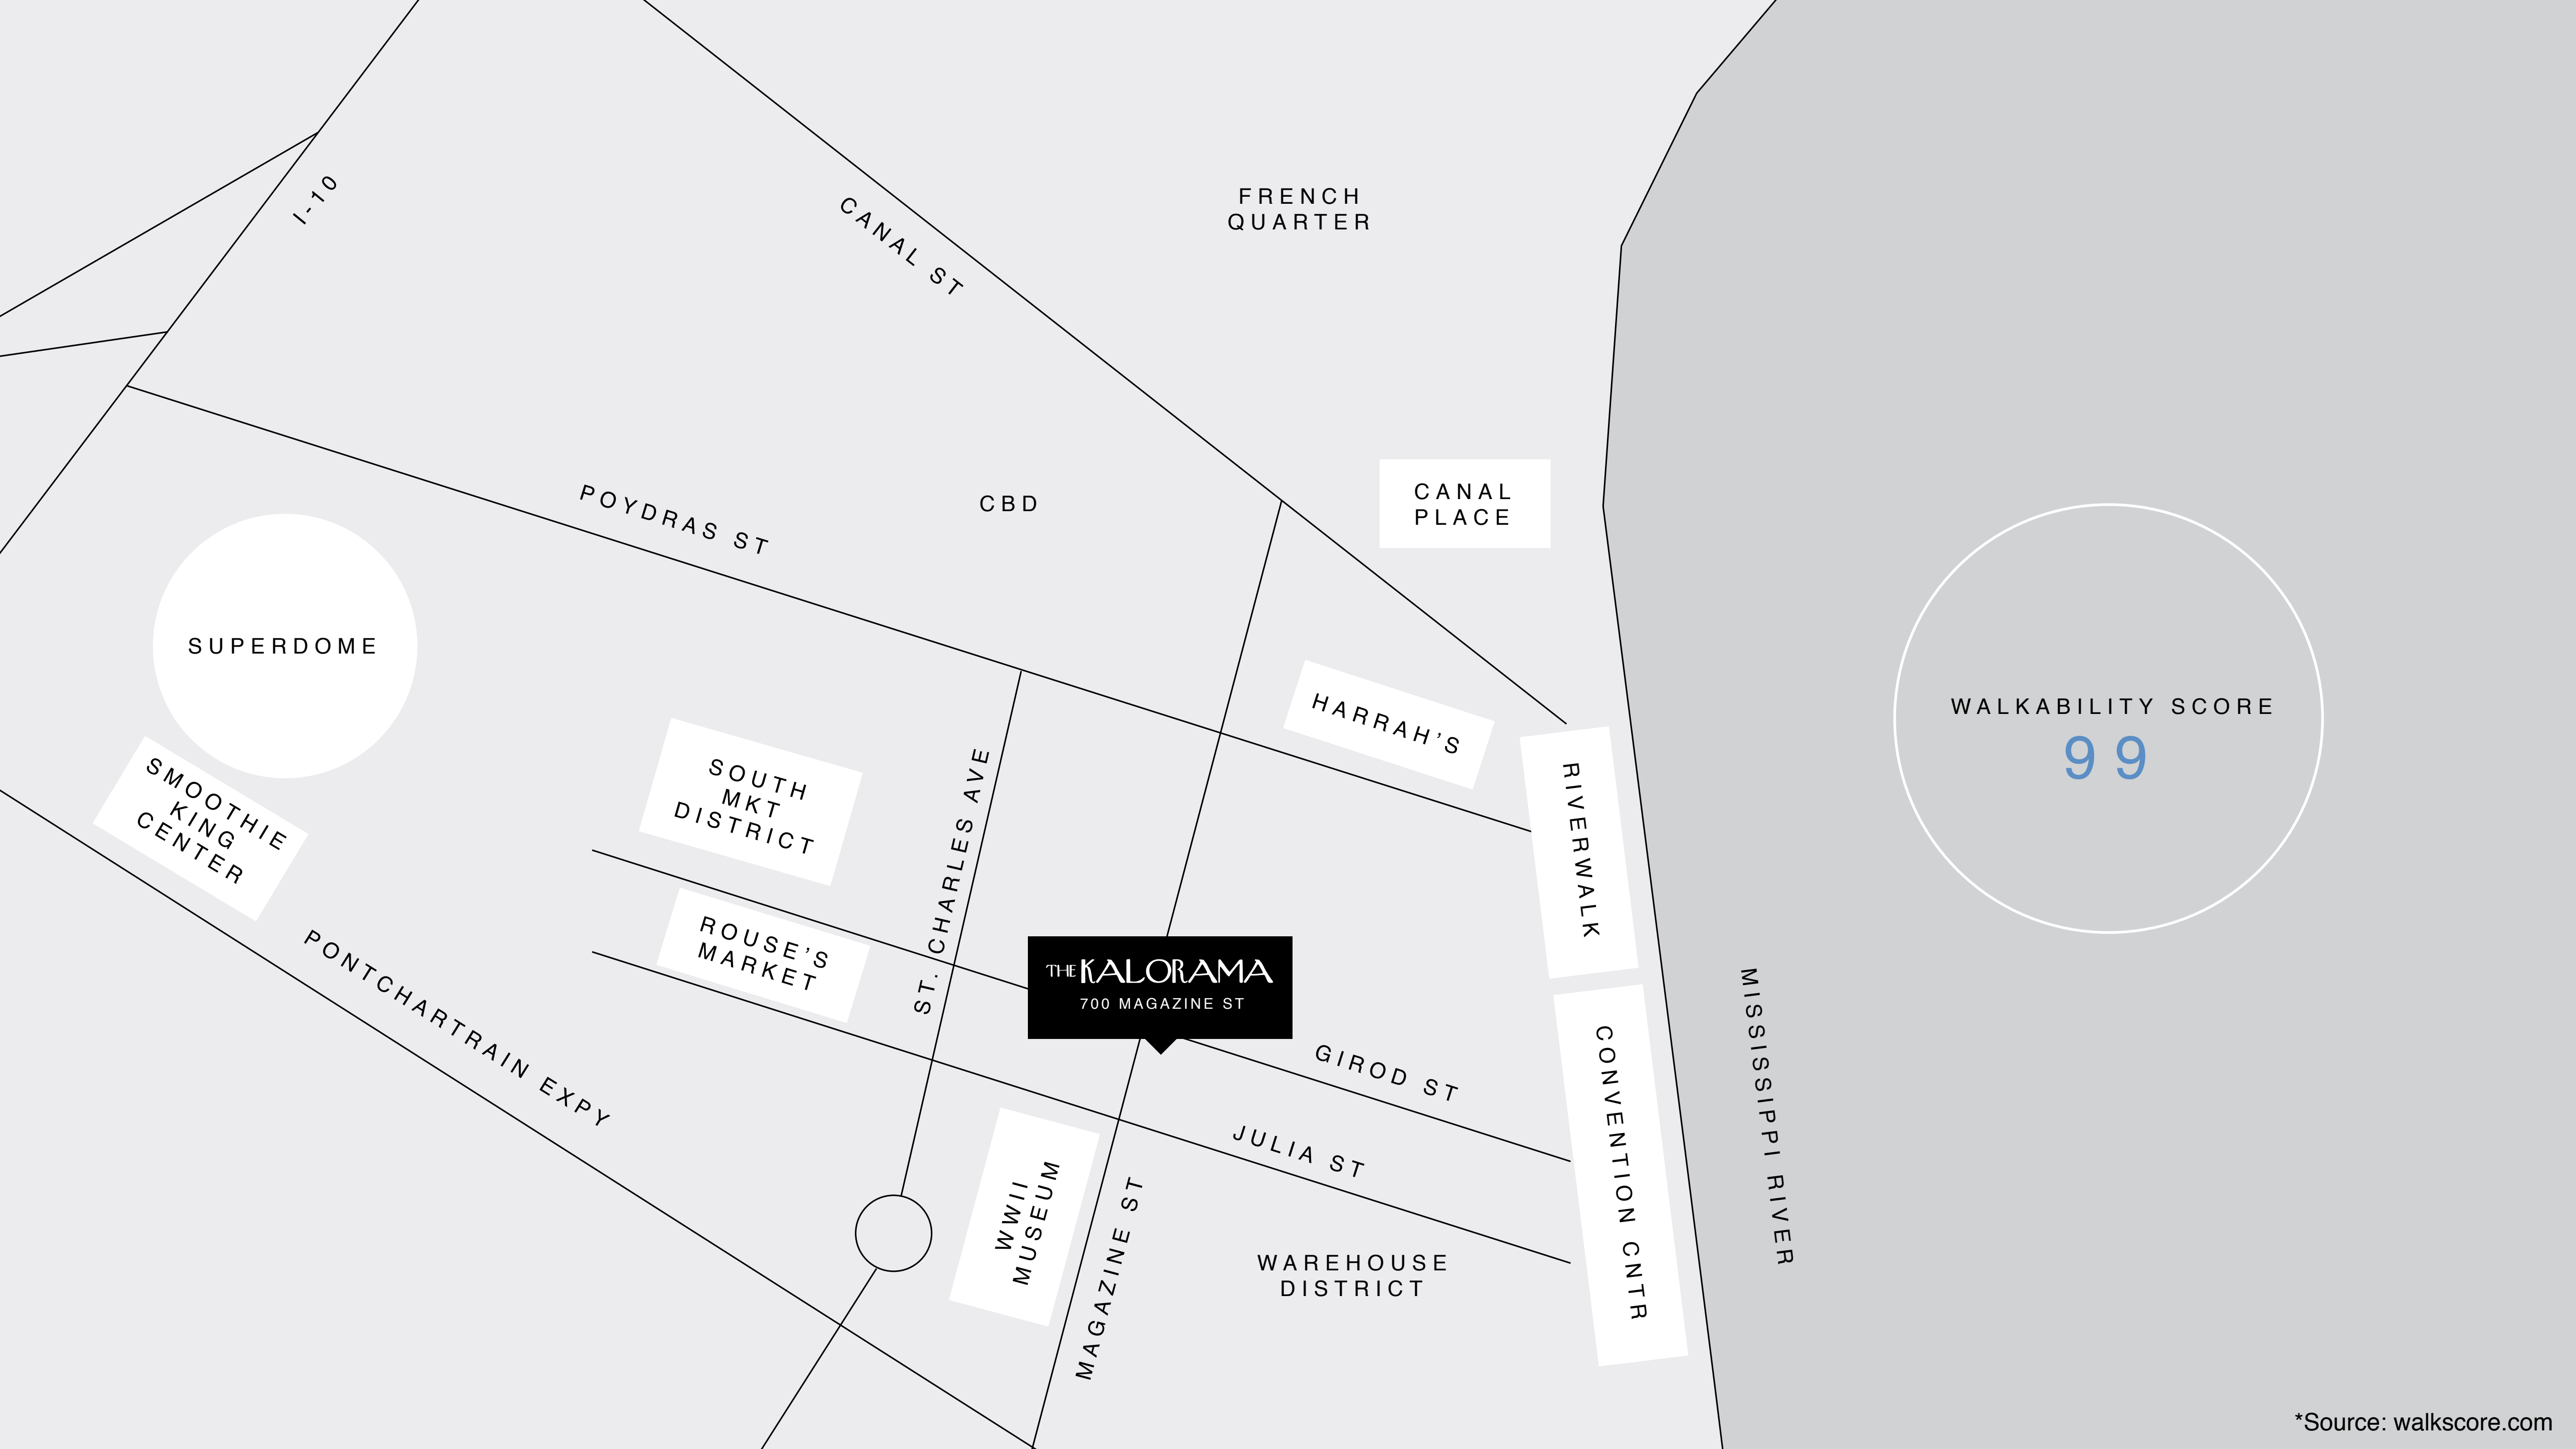 I-10
CANAL ST
FRENCH
QUARTER
POYDRAS ST
CBD
CANAL
PLACE
SUPERDOME
HARRAH'S
WALKABILITY SCORE
99
SMOOTHIE
KING
CENTER
SOUTH
MKT
DISTRICT
ST. CHARLES AVE
RIVERWALK
ROUSE'S
MARKET
THE KALORAMA
700 MAGAZINE ST
PONTCHARTRAIN EXPY
GIROD ST
JULIA ST
CONVENTION CNTR
MISSISSIPPI RIVER
WWII
MUSEUM
MAGAZINE ST
WAREHOUSE
DISTRICT
*Source: walkscore.com